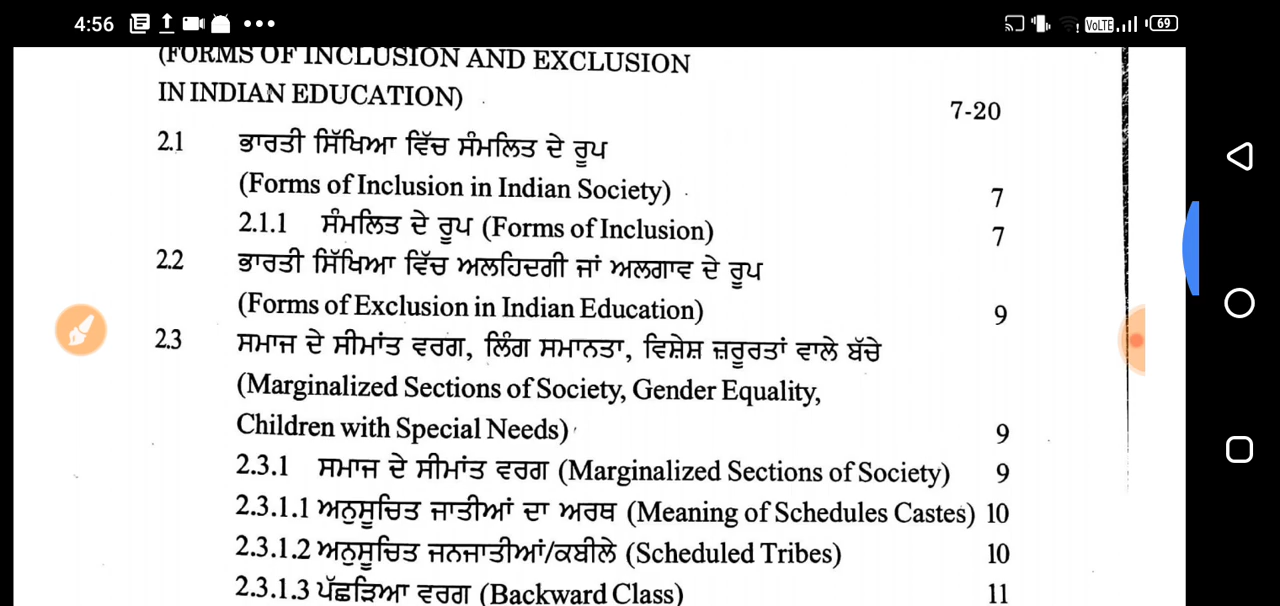 4:56
VoLTE 69
(FORMS OF INCLUSION AND EXCLUSION
IN INDIAN EDUCATION) 7-20
2.1 ਭਾਰਤੀ ਸਿੱਖਿਆ ਵਿੱਚ ਸੰਮਲਿਤ ਦੇ ਰੂਪ
(Forms of Inclusion in Indian Society) 7
2.1.1 ਸੰਮਲਿਤ ਦੇ ਰੂਪ (Forms of Inclusion) 7
2.2 ਭਾਰਤੀ ਸਿੱਖਿਆ ਵਿੱਚ ਅਲਹਿਦਗੀ ਜਾਂ ਅਲਗਾਵ ਦੇ ਰੂਪ
(Forms of Exclusion in Indian Education) 9
2.3 ਸਮਾਜ ਦੇ ਸੀਮਾਂਤ ਵਰਗ, ਲਿੰਗ ਸਮਾਨਤਾ, ਵਿਸ਼ੇਸ਼ ਜ਼ਰੂਰਤਾਂ ਵਾਲੇ ਬੱਚੇ
(Marginalized Sections of Society, Gender Equality,
Children with Special Needs) 9
2.3.1 ਸਮਾਜ ਦੇ ਸੀਮਾਂਤ ਵਰਗ (Marginalized Sections of Society) 9
2.3.1.1 ਅਨੁਸੂਚਿਤ ਜਾਤੀਆਂ ਦਾ ਅਰਥ (Meaning of Schedules Castes) 10
2.3.1.2 ਅਨੁਸੂਚਿਤ ਜਨਜਾਤੀਆਂ/ਕਬੀਲੇ (Scheduled Tribes) 10
2.3.1.3 ਪੱਛੜਿਆ ਵਰਗ (Backward Class) 11